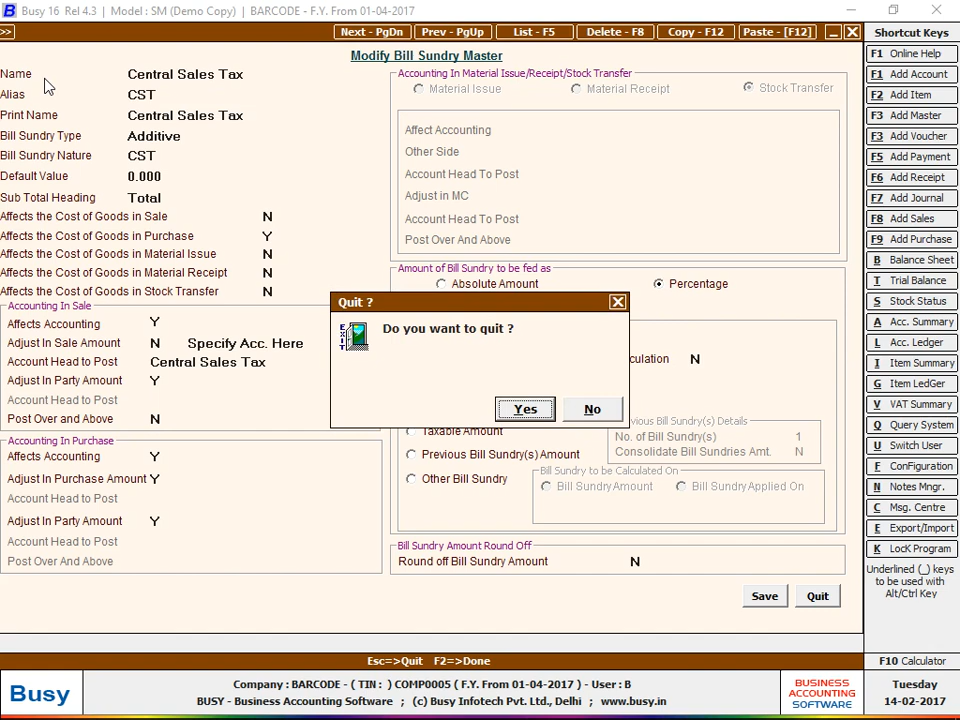 Busy 16 Rel 4.3 | Model : SM (Demo Copy) | BARCODE - F.Y. From 01-04-2017
>>
Next - PgDn
Prev - PgUp
List - F5
Delete - F8
Copy - F12
Paste - [F12]
Modify Bill Sundry Master
Name Central Sales Tax
Alias CST
Print Name Central Sales Tax
Bill Sundry Type Additive
Bill Sundry Nature CST
Default Value 0.000
Sub Total Heading Total
Affects the Cost of Goods in Sale N
Affects the Cost of Goods in Purchase Y
Affects the Cost of Goods in Material Issue N
Affects the Cost of Goods in Material Receipt N
Affects the Cost of Goods in Stock Transfer N
Accounting In Sale
Affects Accounting Y
Adjust In Sale Amount N Specify Acc. Here
Account Head to Post Central Sales Tax
Adjust In Party Amount Y
Account Head to Post
Post Over and Above N
Accounting In Purchase
Affects Accounting Y
Adjust In Purchase Amount Y
Account Head to Post
Adjust In Party Amount Y
Account Head to Post
Post Over and Above
Accounting In Material Issue/Receipt/Stock Transfer
Material Issue Material Receipt Stock Transfer
Affect Accounting
Other Side
Account Head To Post
Adjust in MC
Account Head To Post
Post Over And Above
Amount of Bill Sundry to be fed as
Absolute Amount Percentage
Quit ?
Do you want to quit ?
Yes No
N
Taxable Amount
Previous Bill Sundry(s) Amount
Other Bill Sundry
Details
No. of Bill Sundry(s) 1
Consolidate Bill Sundries Amt. N
Bill Sundry to be Calculated On
Bill Sundry Amount Bill Sundry Applied On
Bill Sundry Amount Round Off
Round off Bill Sundry Amount N
Save Quit
Esc=>Quit F2=>Done
Shortcut Keys
F1 Online Help
F1 Add Account
F2 Add Item
F3 Add Master
F3 Add Voucher
F5 Add Payment
F6 Add Receipt
F7 Add Journal
F8 Add Sales
F9 Add Purchase
B Balance Sheet
T Trial Balance
S Stock Status
A Acc. Summary
L Acc. Ledger
I Item Summary
G Item LedGer
V VAT Summary
Q Query System
U Switch User
F ConFiguration
N Notes Mngr.
C Msg. Centre
E Export/Import
K LocK Program
Underlined (_) keys
to be used with
Alt/Ctrl Key
F10 Calculator
Busy
Company : BARCODE - ( TIN : ) COMP0005 ( F.Y. From 01-04-2017 ) - User : B
BUSY - Business Accounting Software ; (c) Busy Infotech Pvt. Ltd., Delhi ; www.busy.in
BUSINESS
ACCOUNTING
SOFTWARE
Tuesday
14-02-2017